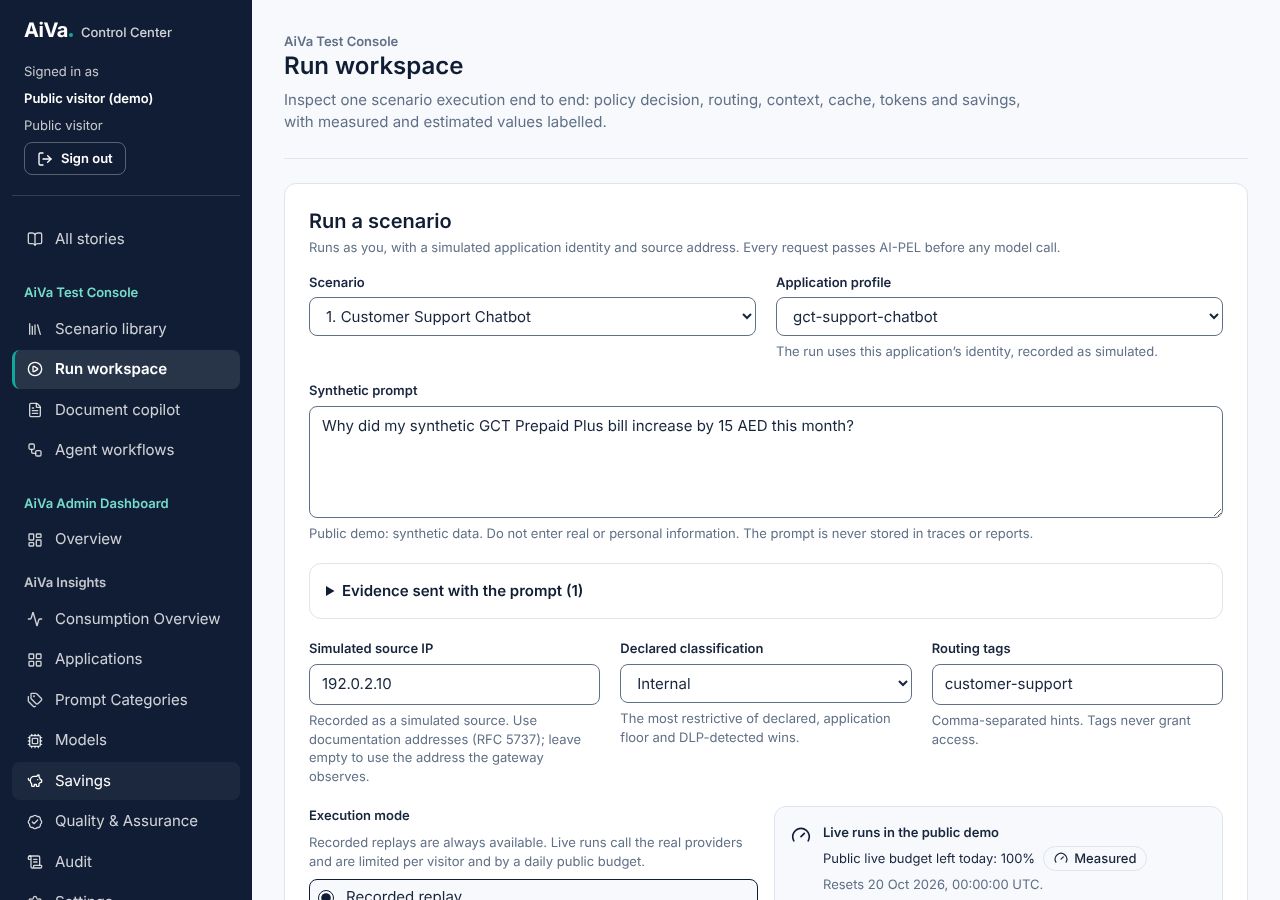 AiVa. Control Center
Signed in as
Public visitor (demo)
Public visitor
Sign out
All stories
AiVa Test Console
Scenario library
Run workspace
Document copilot
Agent workflows
AiVa Admin Dashboard
Overview
AiVa Insights
Consumption Overview
Applications
Prompt Categories
Models
Savings
Quality & Assurance
Audit
Settings
AiVa Test Console
Run workspace
Inspect one scenario execution end to end: policy decision, routing, context, cache, tokens and savings,
with measured and estimated values labelled.
Run a scenario
Runs as you, with a simulated application identity and source address. Every request passes AI-PEL before any model call.
Scenario
1. Customer Support Chatbot
Application profile
gct-support-chatbot
The run uses this application’s identity, recorded as simulated.
Synthetic prompt
Why did my synthetic GCT Prepaid Plus bill increase by 15 AED this month?
Public demo: synthetic data. Do not enter real or personal information. The prompt is never stored in traces or reports.
Evidence sent with the prompt (1)
Simulated source IP
192.0.2.10
Recorded as a simulated source. Use
documentation addresses (RFC 5737); leave
empty to use the address the gateway
observes.
Declared classification
Internal
The most restrictive of declared, application
floor and DLP-detected wins.
Routing tags
customer-support
Comma-separated hints. Tags never grant
access.
Execution mode
Recorded replays are always available. Live runs call the real providers
and are limited per visitor and by a daily public budget.
Recorded replay
Live runs in the public demo
Public live budget left today: 100% Measured
Resets 20 Oct 2026, 00:00:00 UTC.